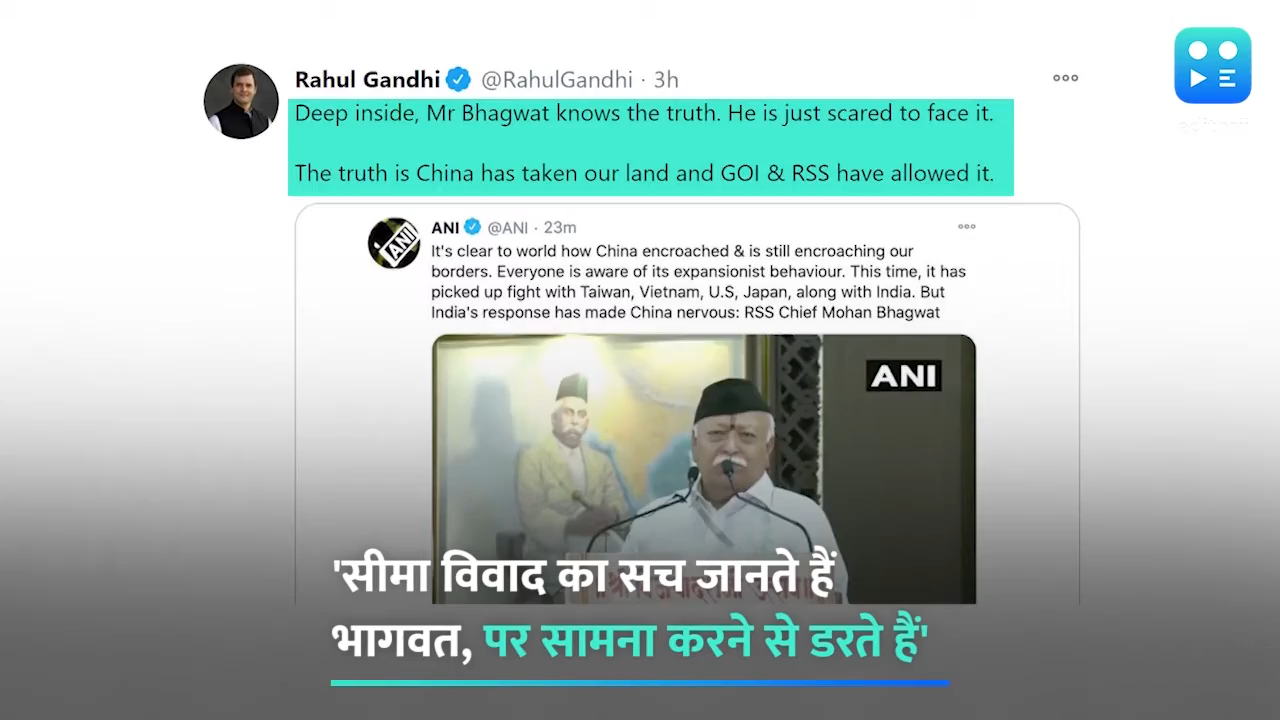 Rahul Gandhi @RahulGandhi · 3h
Deep inside, Mr Bhagwat knows the truth. He is just scared to face it.
The truth is China has taken our land and GOI & RSS have allowed it.
ANI @ANI · 23m
It's clear to world how China encroached & is still encroaching our
borders. Everyone is aware of its expansionist behaviour. This time, it has
picked up fight with Taiwan, Vietnam, U.S, Japan, along with India. But
India's response has made China nervous: RSS Chief Mohan Bhagwat
ANI
ANI
'सीमा विवाद का सच जानते हैं
भागवत, पर सामना करने से डरते हैं'